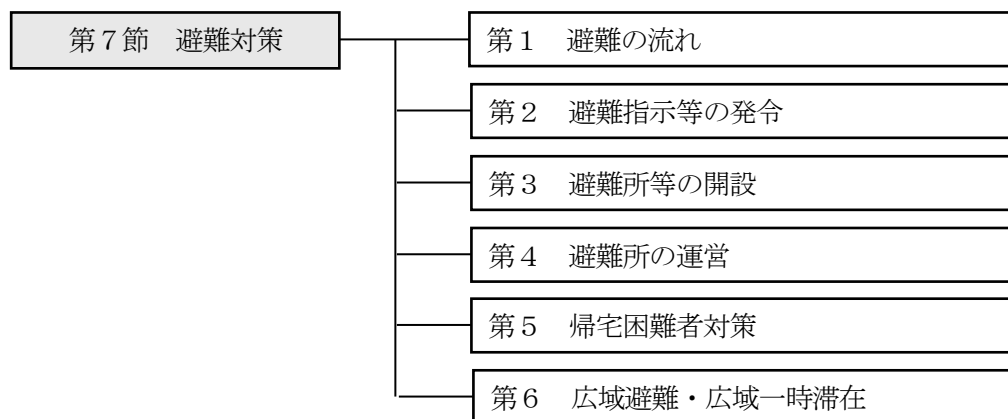 第７節　避難対策
第１　避難の流れ
第２　避難指示等の発令
第３　避難所等の開設
第４　避難所の運営
第５　帰宅困難者対策
第６　広域避難・広域一時滞在